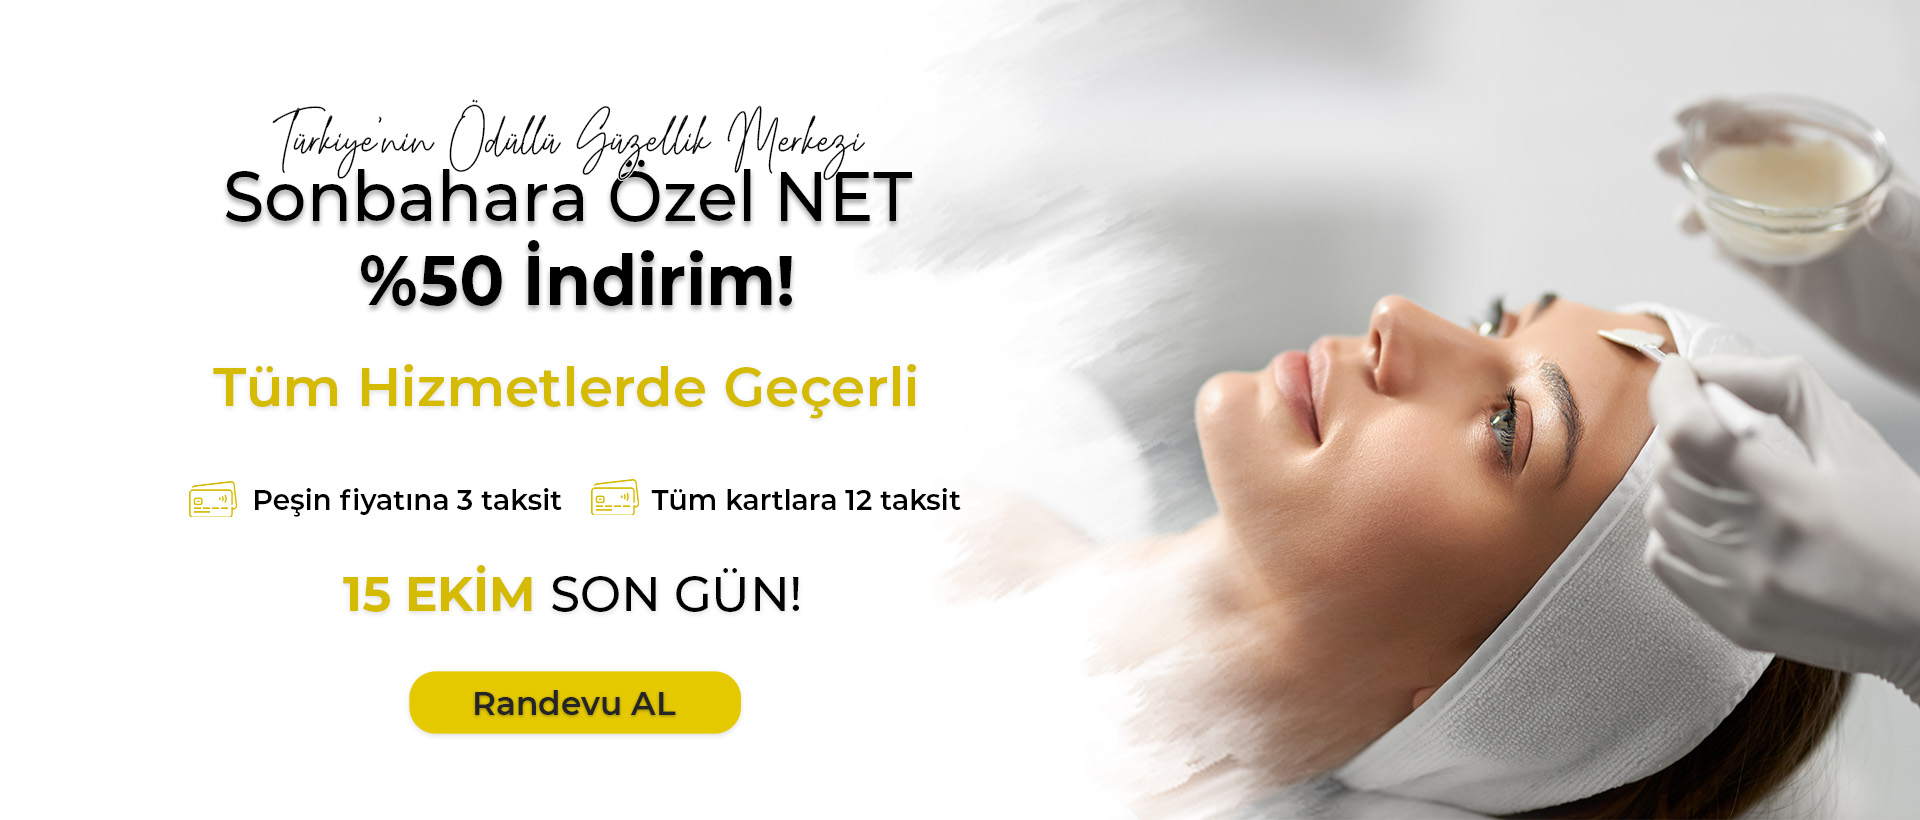 Türkiye'nin Ödüllü Güzellik Merkezi
Sonbahara Özel NET
%50 İndirim!
Tüm Hizmetlerde Geçerli
Peşin fiyatına 3 taksit
Tüm kartlara 12 taksit
15 EKİM SON GÜN!
Randevu AL